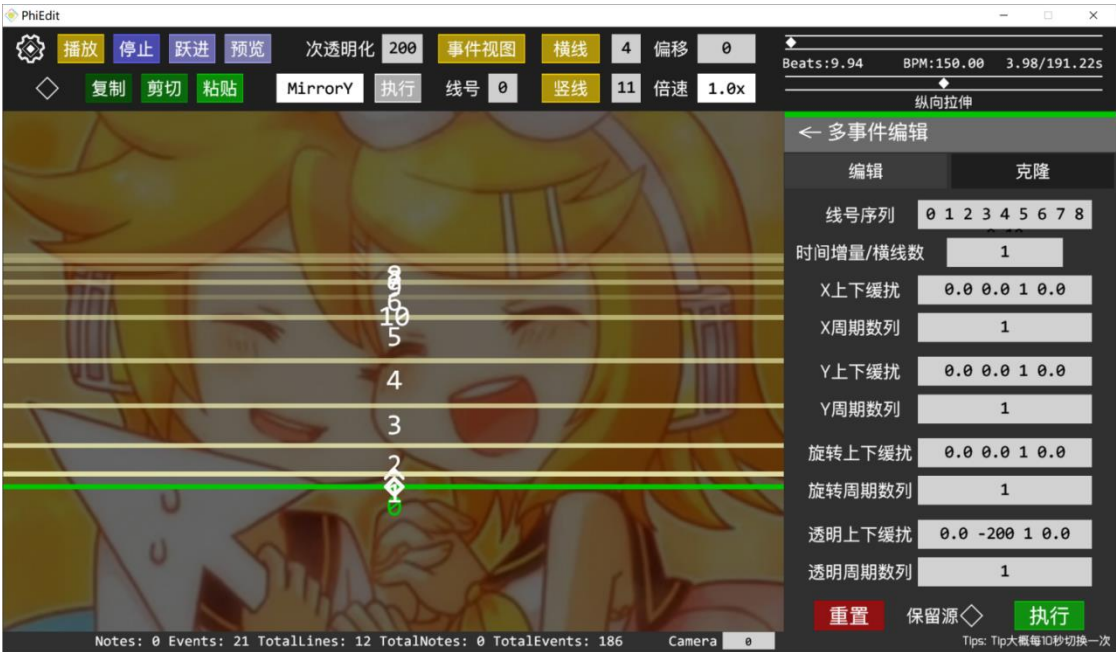 PhiEdit
播放 停止 跃进 预览 次透明化 200 事件视图 横线 4 偏移 0
Beats:9.94 BPM:150.00 3.98/191.22s
复制 剪切 粘贴 MirrorY 执行 线号 0 竖线 11 倍速 1.0x
纵向拉伸
← 多事件编辑
编辑 克隆
线号序列 0 1 2 3 4 5 6 7 8
时间增量/横线数 1
X上下缓扰 0.0 0.0 1 0.0
X周期数列 1
Y上下缓扰 0.0 0.0 1 0.0
Y周期数列 1
旋转上下缓扰 0.0 0.0 1 0.0
旋转周期数列 1
透明上下缓扰 0.0 -200 1 0.0
透明周期数列 1
重置 保留源 执行
Tips: Tip大概每10秒切换一次
6
10
5
4
3
2
1
0
Notes: 0 Events: 21 TotalLines: 12 TotalNotes: 0 TotalEvents: 186 Camera 0